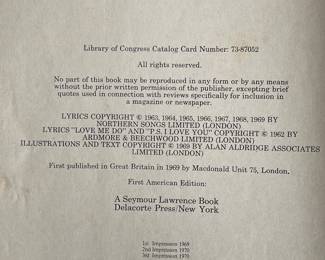 Library of Congress Catalog Card Number: 73-87052
All rights reserved.
No part of this book may be reproduced in any form or by any means
without the prior written permission of the publisher, excepting brief
quotes used in connection with reviews specifically for inclusion in
a magazine or newspaper.
LYRICS COPYRIGHT © 1963, 1964, 1965, 1966, 1967, 1968, 1969 BY
NORTHERN SONGS LIMITED (LONDON)
LYRICS "LOVE ME DO" AND "P.S. I LOVE YOU" COPYRIGHT © 1962 BY
ARDMORE & BEECHWOOD LIMITED (LONDON)
ILLUSTRATIONS AND TEXT COPYRIGHT © 1969 BY ALAN ALDRIDGE ASSOCIATES
LIMITED (LONDON)
First published in Great Britain in 1969 by Macdonald Unit 75, London.
First American Edition:
A Seymour Lawrence Book
Delacorte Press/New York
1st Impression 1969
2nd Impression 1970
3rd Impression 1970